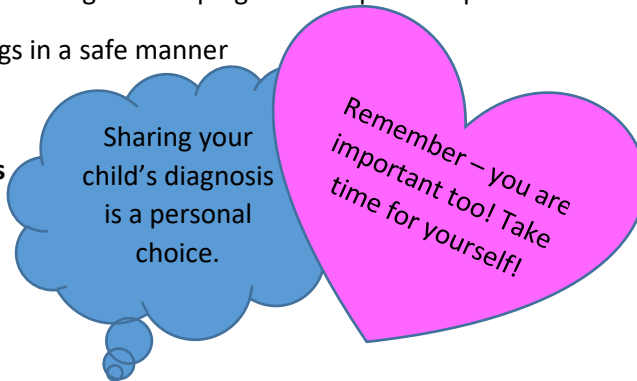 gs in a safe manner
s
Sharing your
child's diagnosis
is a personal
choice.
Remember – you are
important too! Take
time for yourself!